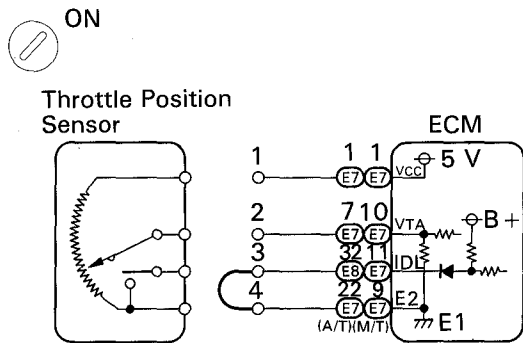 ON
Throttle Position
Sensor
ECM
1 1 1 5 V
E7 E7 VCC
2 7 10 VTA B+
E7 E7
3 32 11 IDL
E8 E7
4 22 9 E2
E7 E7
(A/T)(M/T) E1